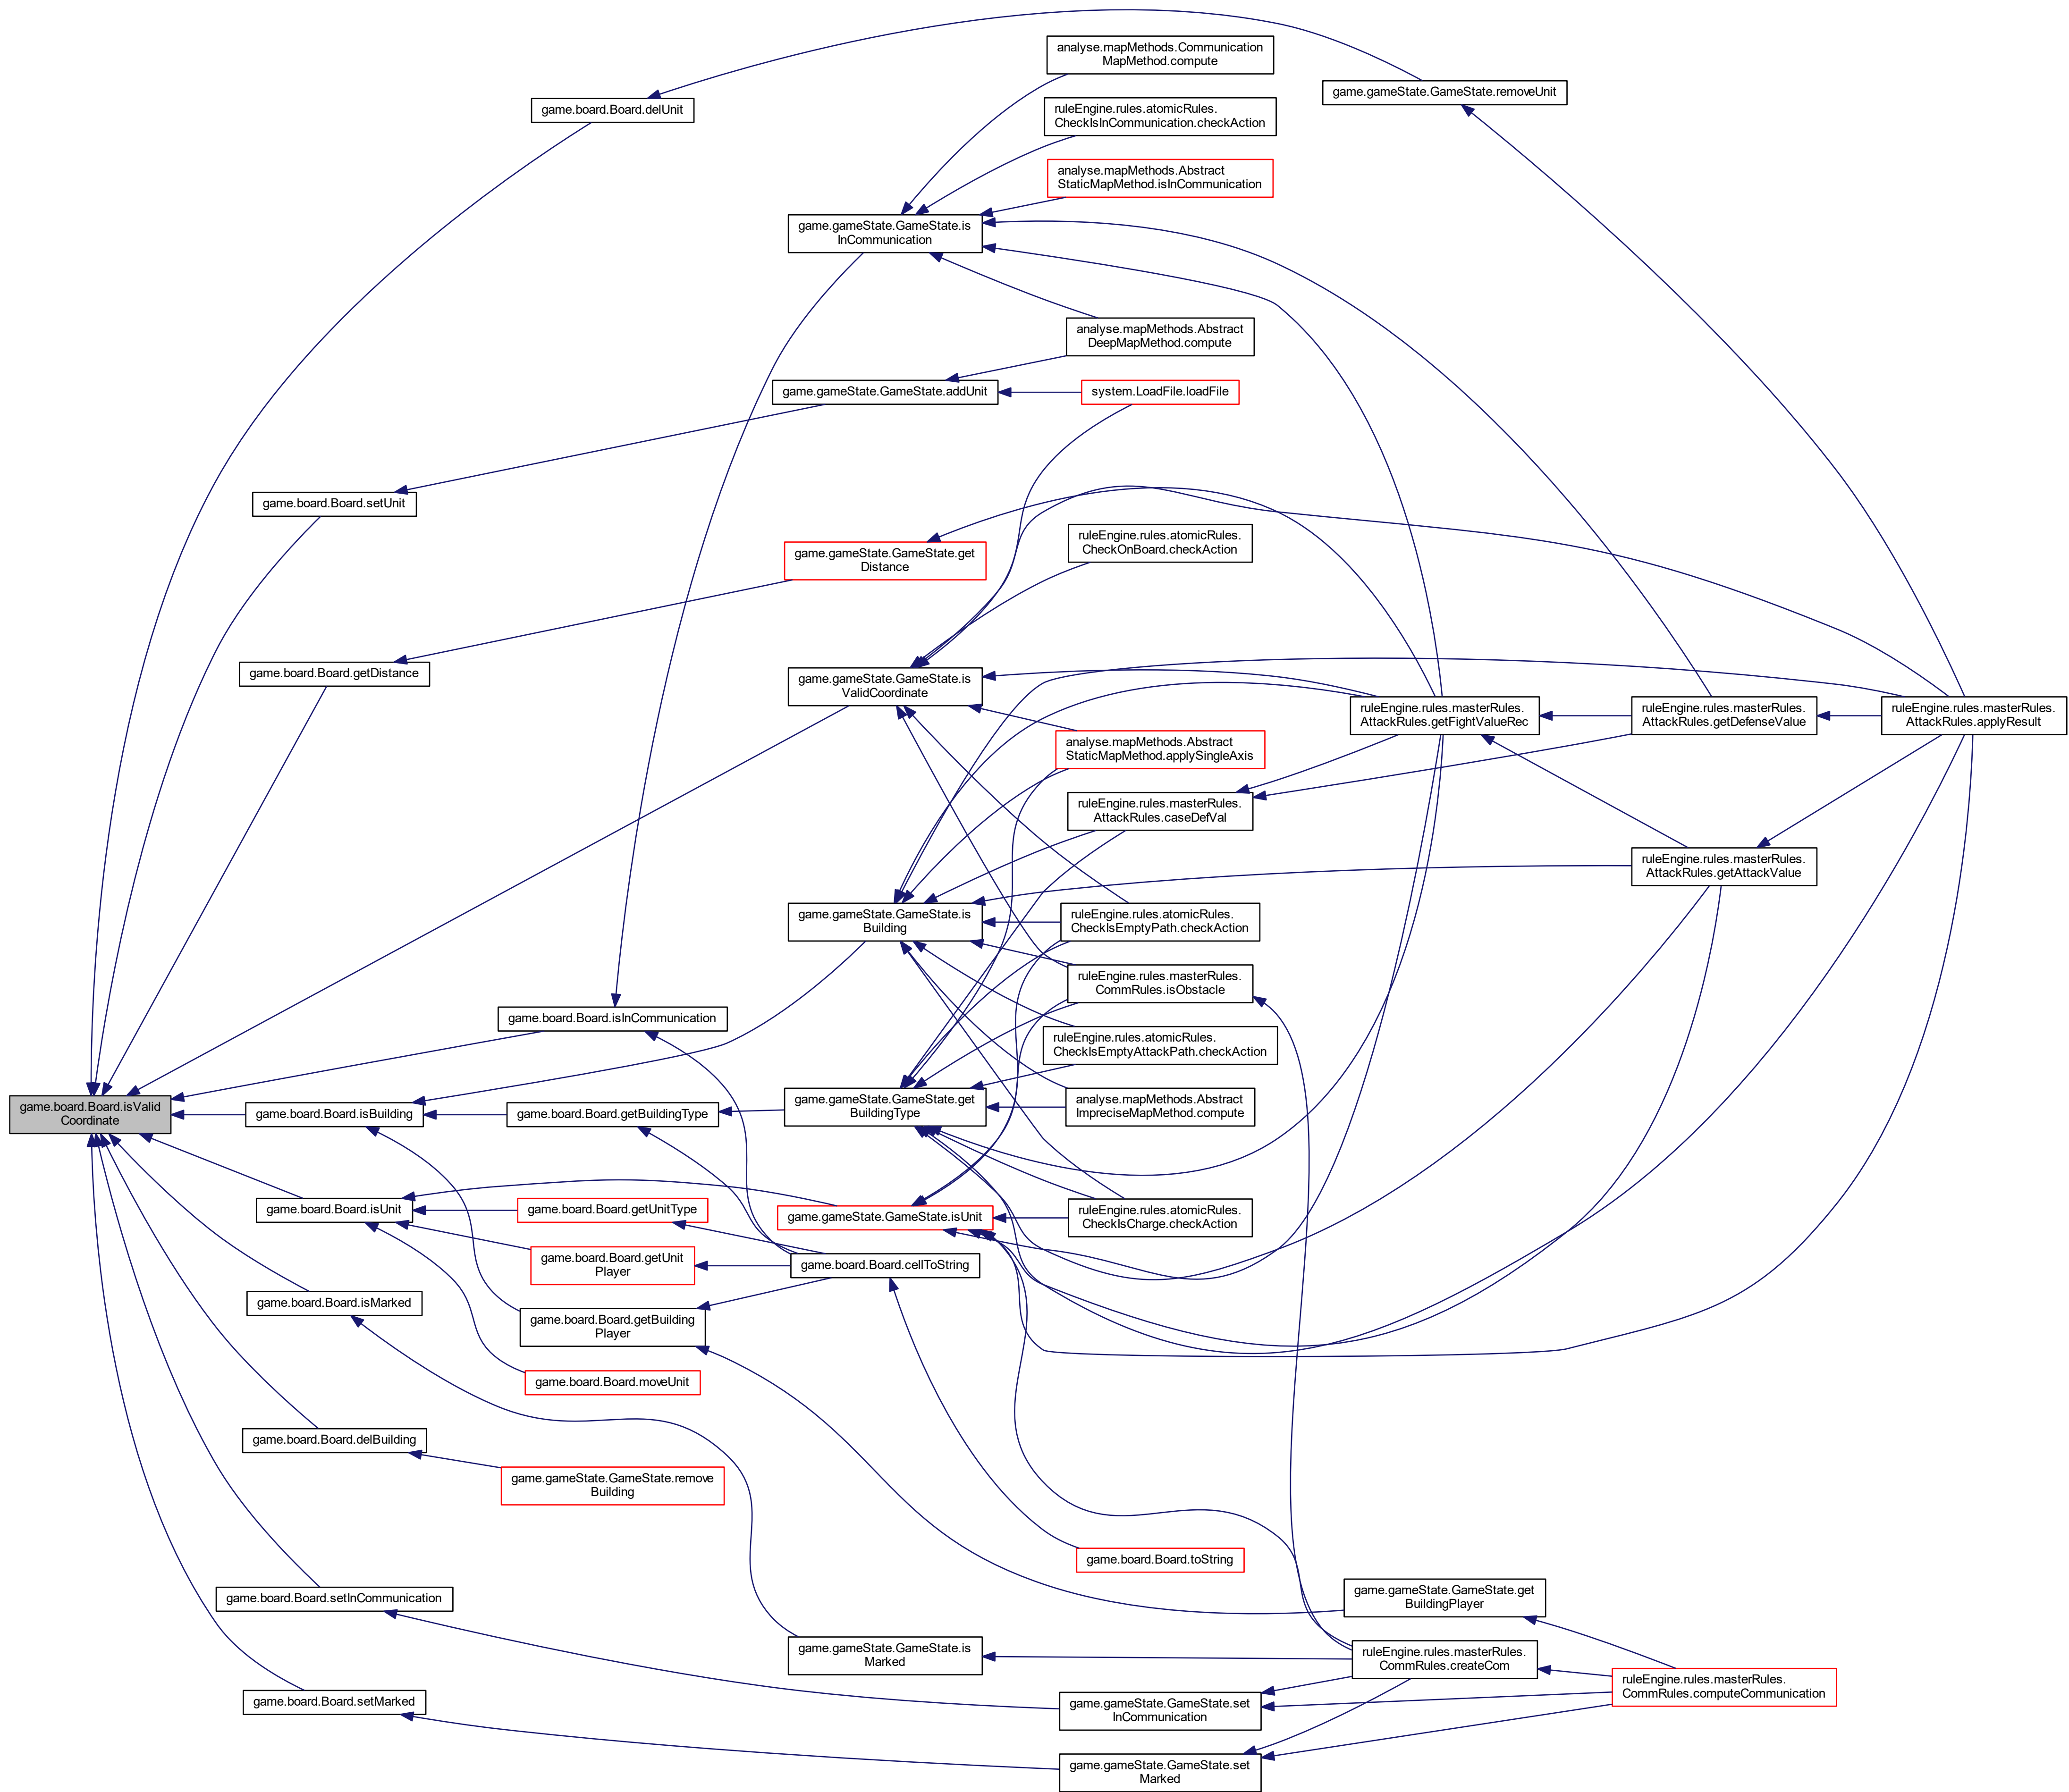 analyse.mapMethods.Communication
MapMethod.compute
game.gameState.GameState.removeUnit
game.board.Board.delUnit
ruleEngine.rules.atomicRules.
CheckIsInCommunication.checkAction
analyse.mapMethods.Abstract
StaticMapMethod.isInCommunication
game.gameState.GameState.is
InCommunication
analyse.mapMethods.Abstract
DeepMapMethod.compute
game.gameState.GameState.addUnit
system.LoadFile.loadFile
game.board.Board.setUnit
ruleEngine.rules.atomicRules.
CheckOnBoard.checkAction
game.gameState.GameState.get
Distance
game.board.Board.getDistance
game.gameState.GameState.is
ValidCoordinate
ruleEngine.rules.masterRules.
AttackRules.getFightValueRec
ruleEngine.rules.masterRules.
AttackRules.getDefenseValue
ruleEngine.rules.masterRules.
AttackRules.applyResult
analyse.mapMethods.Abstract
StaticMapMethod.applySingleAxis
ruleEngine.rules.masterRules.
AttackRules.caseDefVal
ruleEngine.rules.masterRules.
AttackRules.getAttackValue
game.gameState.GameState.is
Building
ruleEngine.rules.atomicRules.
CheckIsEmptyPath.checkAction
ruleEngine.rules.masterRules.
CommRules.isObstacle
game.board.Board.isInCommunication
ruleEngine.rules.atomicRules.
CheckIsEmptyAttackPath.checkAction
game.board.Board.isValid
Coordinate
game.board.Board.isBuilding
game.board.Board.getBuildingType
game.gameState.GameState.get
BuildingType
analyse.mapMethods.Abstract
ImpreciseMapMethod.compute
game.board.Board.isUnit
game.board.Board.getUnitType
game.gameState.GameState.isUnit
ruleEngine.rules.atomicRules.
CheckIsCharge.checkAction
game.board.Board.getUnit
Player
game.board.Board.cellToString
game.board.Board.isMarked
game.board.Board.getBuilding
Player
game.board.Board.moveUnit
game.board.Board.delBuilding
game.gameState.GameState.remove
Building
game.board.Board.toString
game.board.Board.setInCommunication
game.gameState.GameState.get
BuildingPlayer
game.gameState.GameState.is
Marked
ruleEngine.rules.masterRules.
CommRules.createCom
ruleEngine.rules.masterRules.
CommRules.computeCommunication
game.board.Board.setMarked
game.gameState.GameState.set
InCommunication
game.gameState.GameState.set
Marked